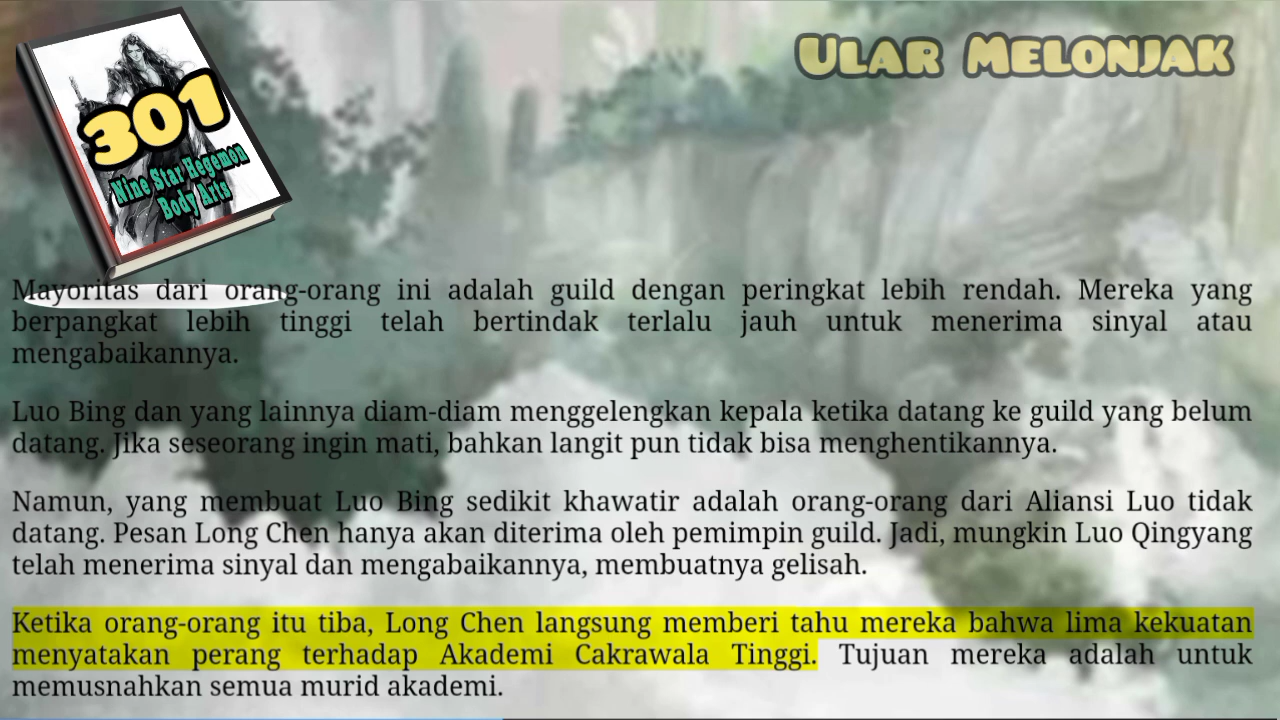 ULAR MELONJAK
301
Nine Star Hegemon
Body Arts
Mayoritas dari orang-orang ini adalah guild dengan peringkat lebih rendah. Mereka yang
berpangkat lebih tinggi telah bertindak terlalu jauh untuk menerima sinyal atau
mengabaikannya.
Luo Bing dan yang lainnya diam-diam menggelengkan kepala ketika datang ke guild yang belum
datang. Jika seseorang ingin mati, bahkan langit pun tidak bisa menghentikannya.
Namun, yang membuat Luo Bing sedikit khawatir adalah orang-orang dari Aliansi Luo tidak
datang. Pesan Long Chen hanya akan diterima oleh pemimpin guild. Jadi, mungkin Luo Qingyang
telah menerima sinyal dan mengabaikannya, membuatnya gelisah.
Ketika orang-orang itu tiba, Long Chen langsung memberi tahu mereka bahwa lima kekuatan
menyatakan perang terhadap Akademi Cakrawala Tinggi. Tujuan mereka adalah untuk
memusnahkan semua murid akademi.